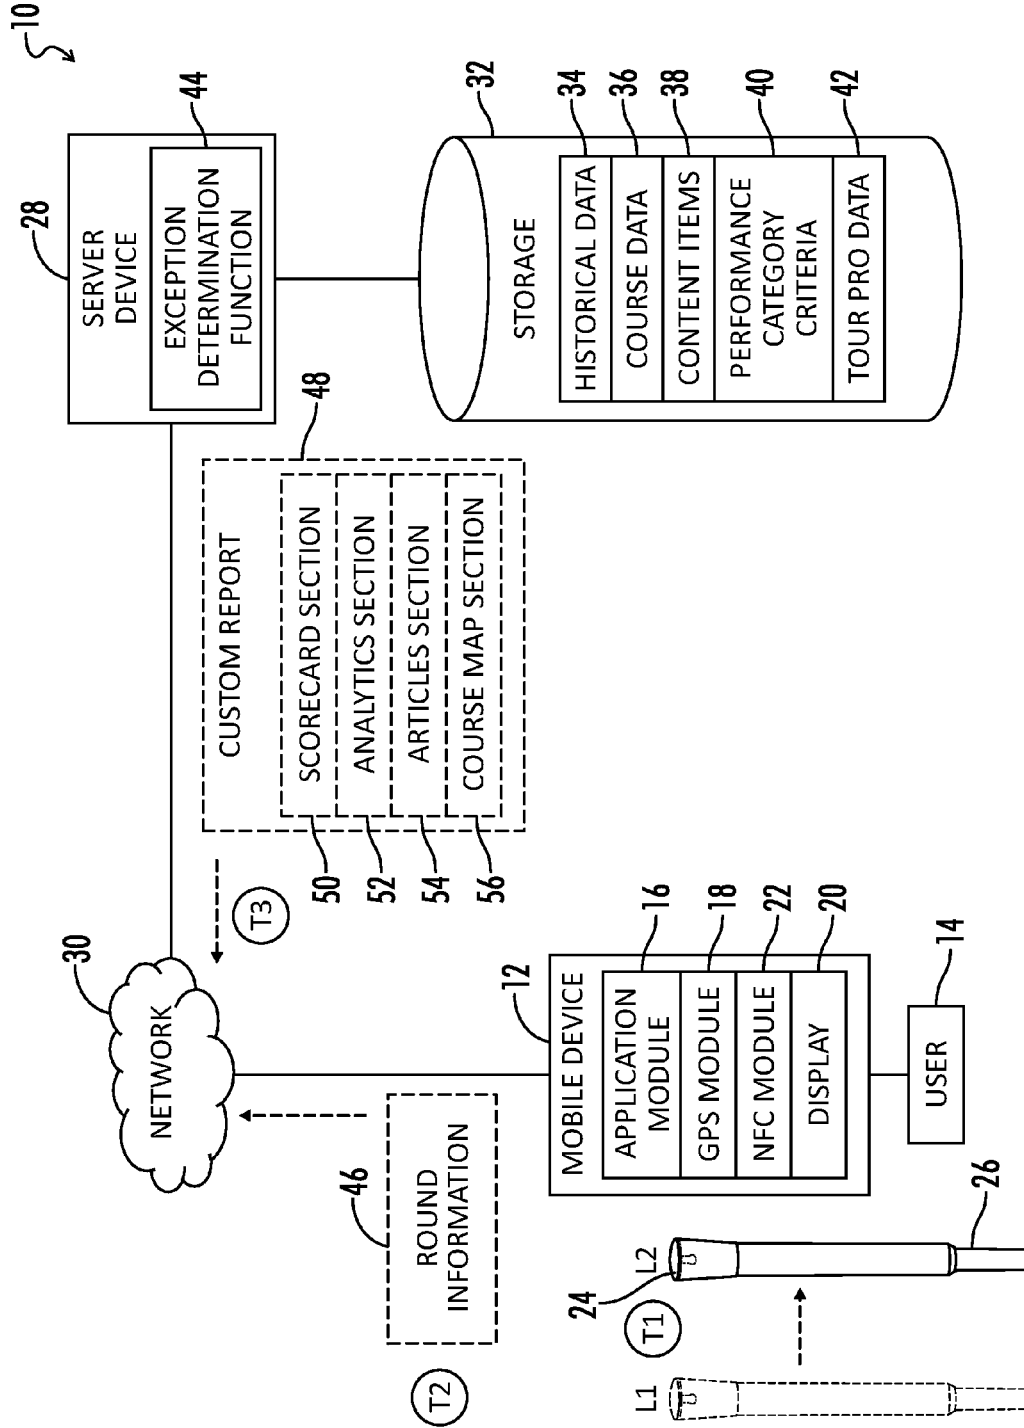 10
28
SERVER
DEVICE
44
EXCEPTION
DETERMINATION
FUNCTION
30
NETWORK
T3
CUSTOM REPORT
48
50
SCORECARD SECTION
52
ANALYTICS SECTION
54
ARTICLES SECTION
56
COURSE MAP SECTION
32
STORAGE
HISTORICAL DATA
34
COURSE DATA
36
CONTENT ITEMS
38
PERFORMANCE
CATEGORY
CRITERIA
40
TOUR PRO DATA
42
T2
46
ROUND
INFORMATION
12
MOBILE DEVICE
APPLICATION
MODULE
16
GPS MODULE
18
NFC MODULE
22
DISPLAY
20
USER
14
T1
L1
L2
24
26